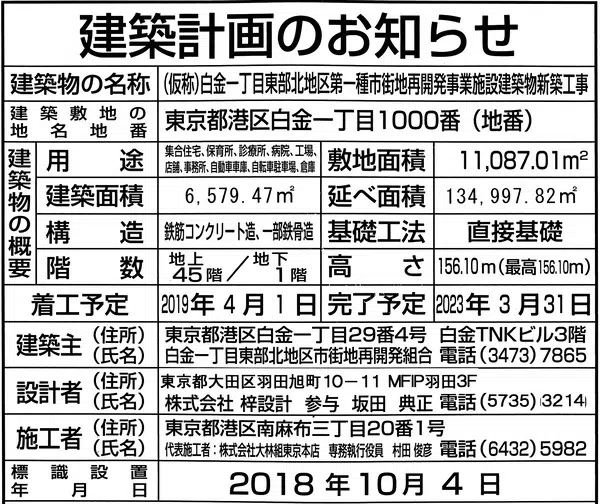 建築計画のお知らせ
建築物の名称 (仮称)白金一丁目東部北地区第一種市街地再開発事業施設建築物新築工事
建築敷地の地名地番 東京都港区白金一丁目1000番(地番)
建築物の概要
用途 集合住宅、保育所、診療所、病院、工場、
店舗、事務所、自動車車庫、自転車駐車場、倉庫
敷地面積 11,087.01m²
建築面積 6,579.47㎡ 延べ面積 134,997.82㎡
構造 鉄筋コンクリート造、一部鉄骨造 基礎工法 直接基礎
階数 地上45階/地下1階 高さ 156.10m(最高156.10m)
着工予定 2019年4月1日 完了予定 2023年3月31日
建築主 (住所) 東京都港区白金一丁目29番4号 白金TNKビル3階
(氏名) 白金一丁目東部北地区市街地再開発組合 電話(3473)7865
設計者 (住所) 東京都大田区羽田旭町10-11 MFIP羽田3F
(氏名) 株式会社 梓設計 参与 坂田 典正 電話(5735)3214
施工者 (住所) 東京都港区南麻布三丁目20番1号
(氏名) 代表施工者:株式会社大林組東京本店 専務執行役員 村田 俊彦 電話(6432)5982
標識設置年月日 2018年10月4日